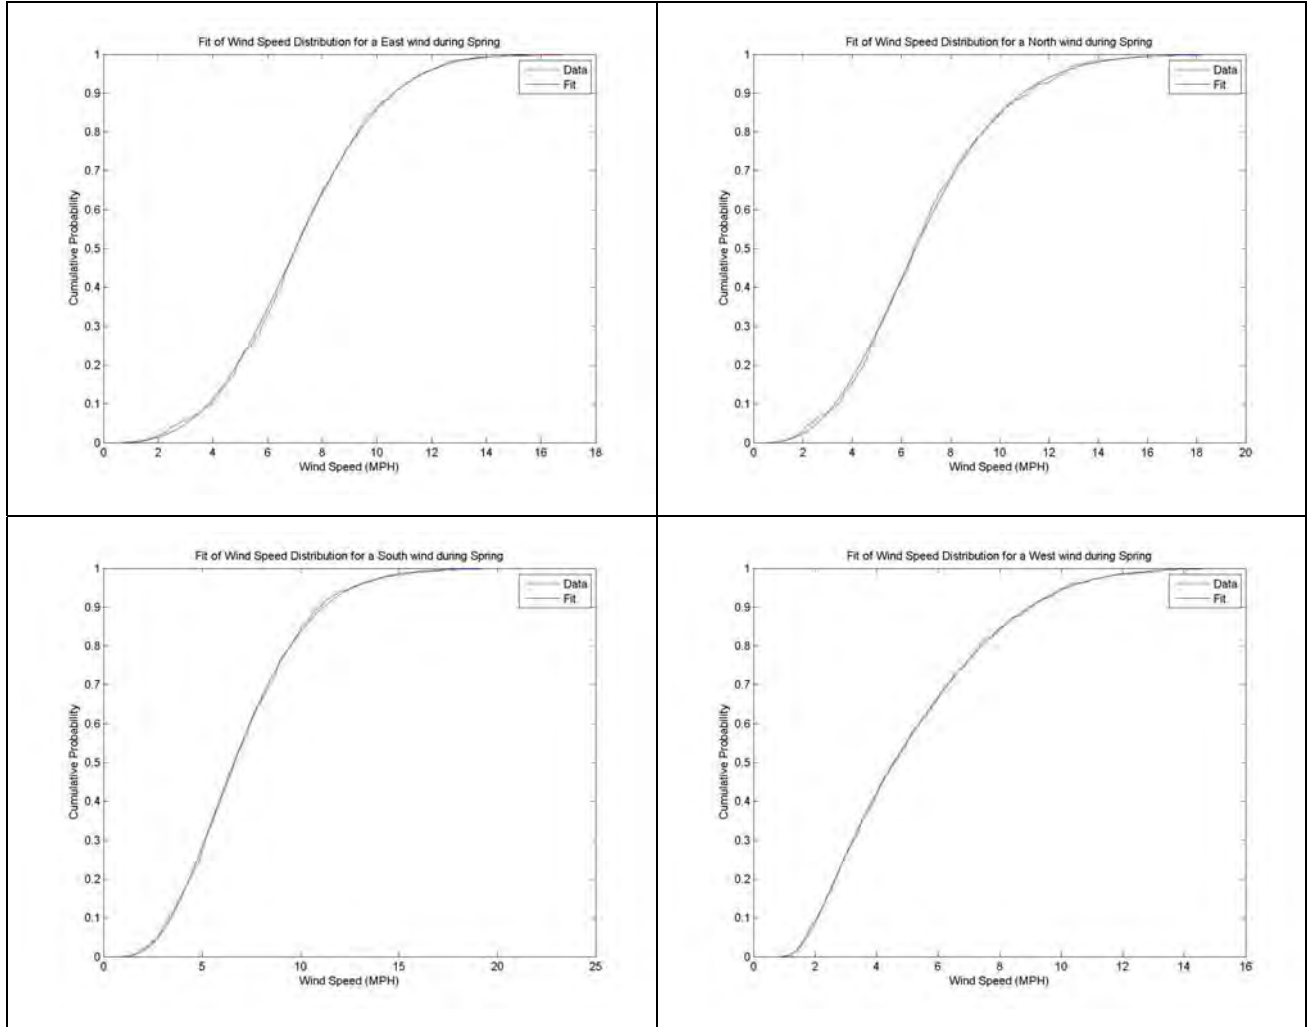 Fit of Wind Speed Distribution for a East wind during Spring
1
Data
Fit
0.9
0.8
0.7
0.6
0.5
0.4
0.3
0.2
0.1
0
Cumulative Probability
0 2 4 6 8 10 12 14 16 18
Wind Speed (MPH)
Fit of Wind Speed Distribution for a North wind during Spring
1
Data
Fit
0.9
0.8
0.7
0.6
0.5
0.4
0.3
0.2
0.1
0
Cumulative Probability
0 2 4 6 8 10 12 14 16 18 20
Wind Speed (MPH)
Fit of Wind Speed Distribution for a South wind during Spring
1
Data
Fit
0.9
0.8
0.7
0.6
0.5
0.4
0.3
0.2
0.1
0
Cumulative Probability
0 5 10 15 20 25
Wind Speed (MPH)
Fit of Wind Speed Distribution for a West wind during Spring
1
Data
Fit
0.9
0.8
0.7
0.6
0.5
0.4
0.3
0.2
0.1
0
Cumulative Probability
0 2 4 6 8 10 12 14 16
Wind Speed (MPH)